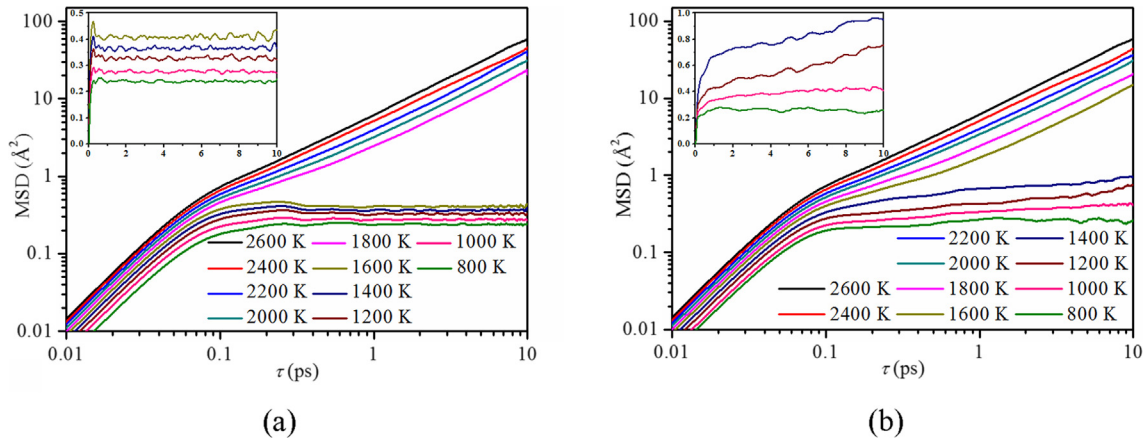 100
10
1
0.1
0.01
MSD (Å²)
0.5
0.4
0.3
0.2
0.1
0.0
0 2 4 6 8 10
2600 K 1800 K 1000 K
2400 K 1600 K 800 K
2200 K 1400 K
2000 K 1200 K
0.01 0.1 1 10
τ (ps)
(a)
100
10
1
0.1
0.01
MSD (Å²)
1.0
0.8
0.6
0.4
0.2
0.0
0 2 4 6 8 10
2200 K 1400 K
2000 K 1200 K
2600 K 1800 K 1000 K
2400 K 1600 K 800 K
0.01 0.1 1 10
τ (ps)
(b)